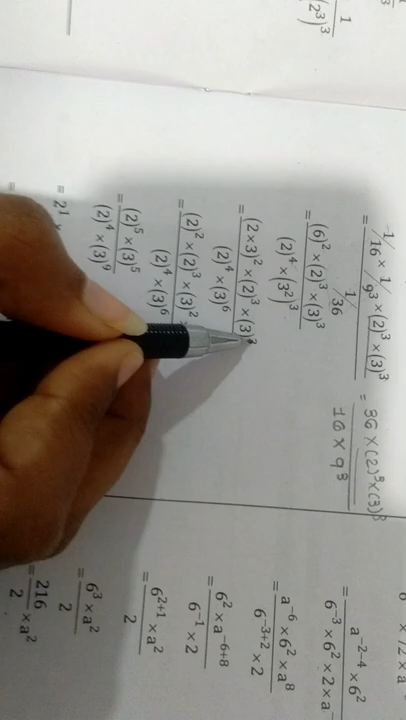 1
(2³)³
= 1/16 × 1/9³ × (2)³ × (3)³
1/36
= 36 × (2)³ × (3)³
16 × 9³
= (6)² × (2)³ × (3)³
(2)⁴ × (3²)³
= (2×3)² × (2)³ × (3)³
(2)⁴ × (3)⁶
= (2)² × (2)³ × (3)²
(2)⁴ × (3)⁶
= (2)⁵ × (3)⁵
(2)⁴ × (3)⁹
= 2¹
=
= a⁻²⁻⁴ × 6²
6⁻³ × 6² × 2 × a
= a⁻⁶ × 6² × a⁸
6⁻³⁺² × 2
= 6² × a⁻⁶⁺⁸
6⁻¹ × 2
= 6²⁺¹ × a²
2
= 6³ × a²
2
= 216 × a²
2